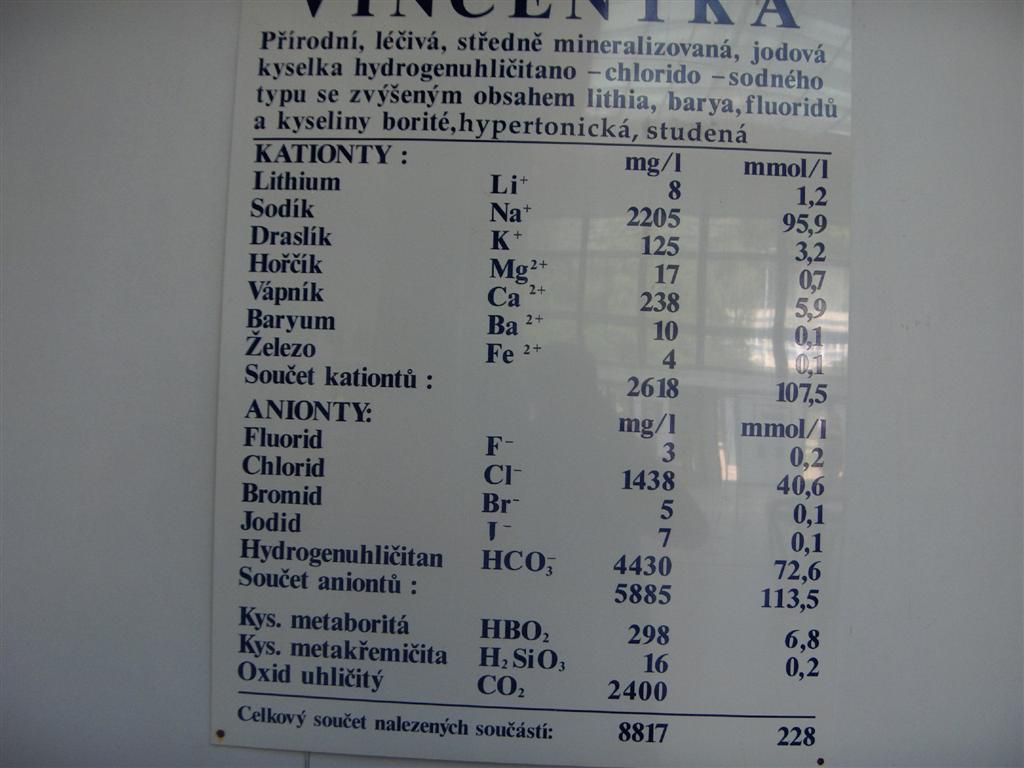 VINCENTKA
Přírodní, léčivá, středně mineralizovaná, jodová
kyselka hydrogenuhličitano –chlorido –sodného
typu se zvýšeným obsahem lithia, barya,fluoridů
a kyseliny borité,hypertonická, studená
KATIONTY : mg/l mmol/l
Lithium Li⁺ 8 1,2
Sodík Na⁺ 2205 95,9
Draslík K⁺ 125 3,2
Hořčík Mg²⁺ 17 0,7
Vápník Ca ²⁺ 238 5,9
Baryum Ba ²⁺ 10 0,1
Železo Fe ²⁺ 4 0,1
Součet kationtů : 2618 107,5
ANIONTY: mg/l mmol/l
Fluorid F⁻ 3 0,2
Chlorid Cl⁻ 1438 40,6
Bromid Br⁻ 5 0,1
Jodid J⁻ 7 0,1
Hydrogenuhličitan HCO₃⁻ 4430 72,6
Součet aniontů : 5885 113,5
Kys. metaboritá HBO₂ 298 6,8
Kys. metakřemičita H₂SiO₃ 16 0,2
Oxid uhličitý CO₂ 2400
Celkový součet nalezených součástí: 8817 228